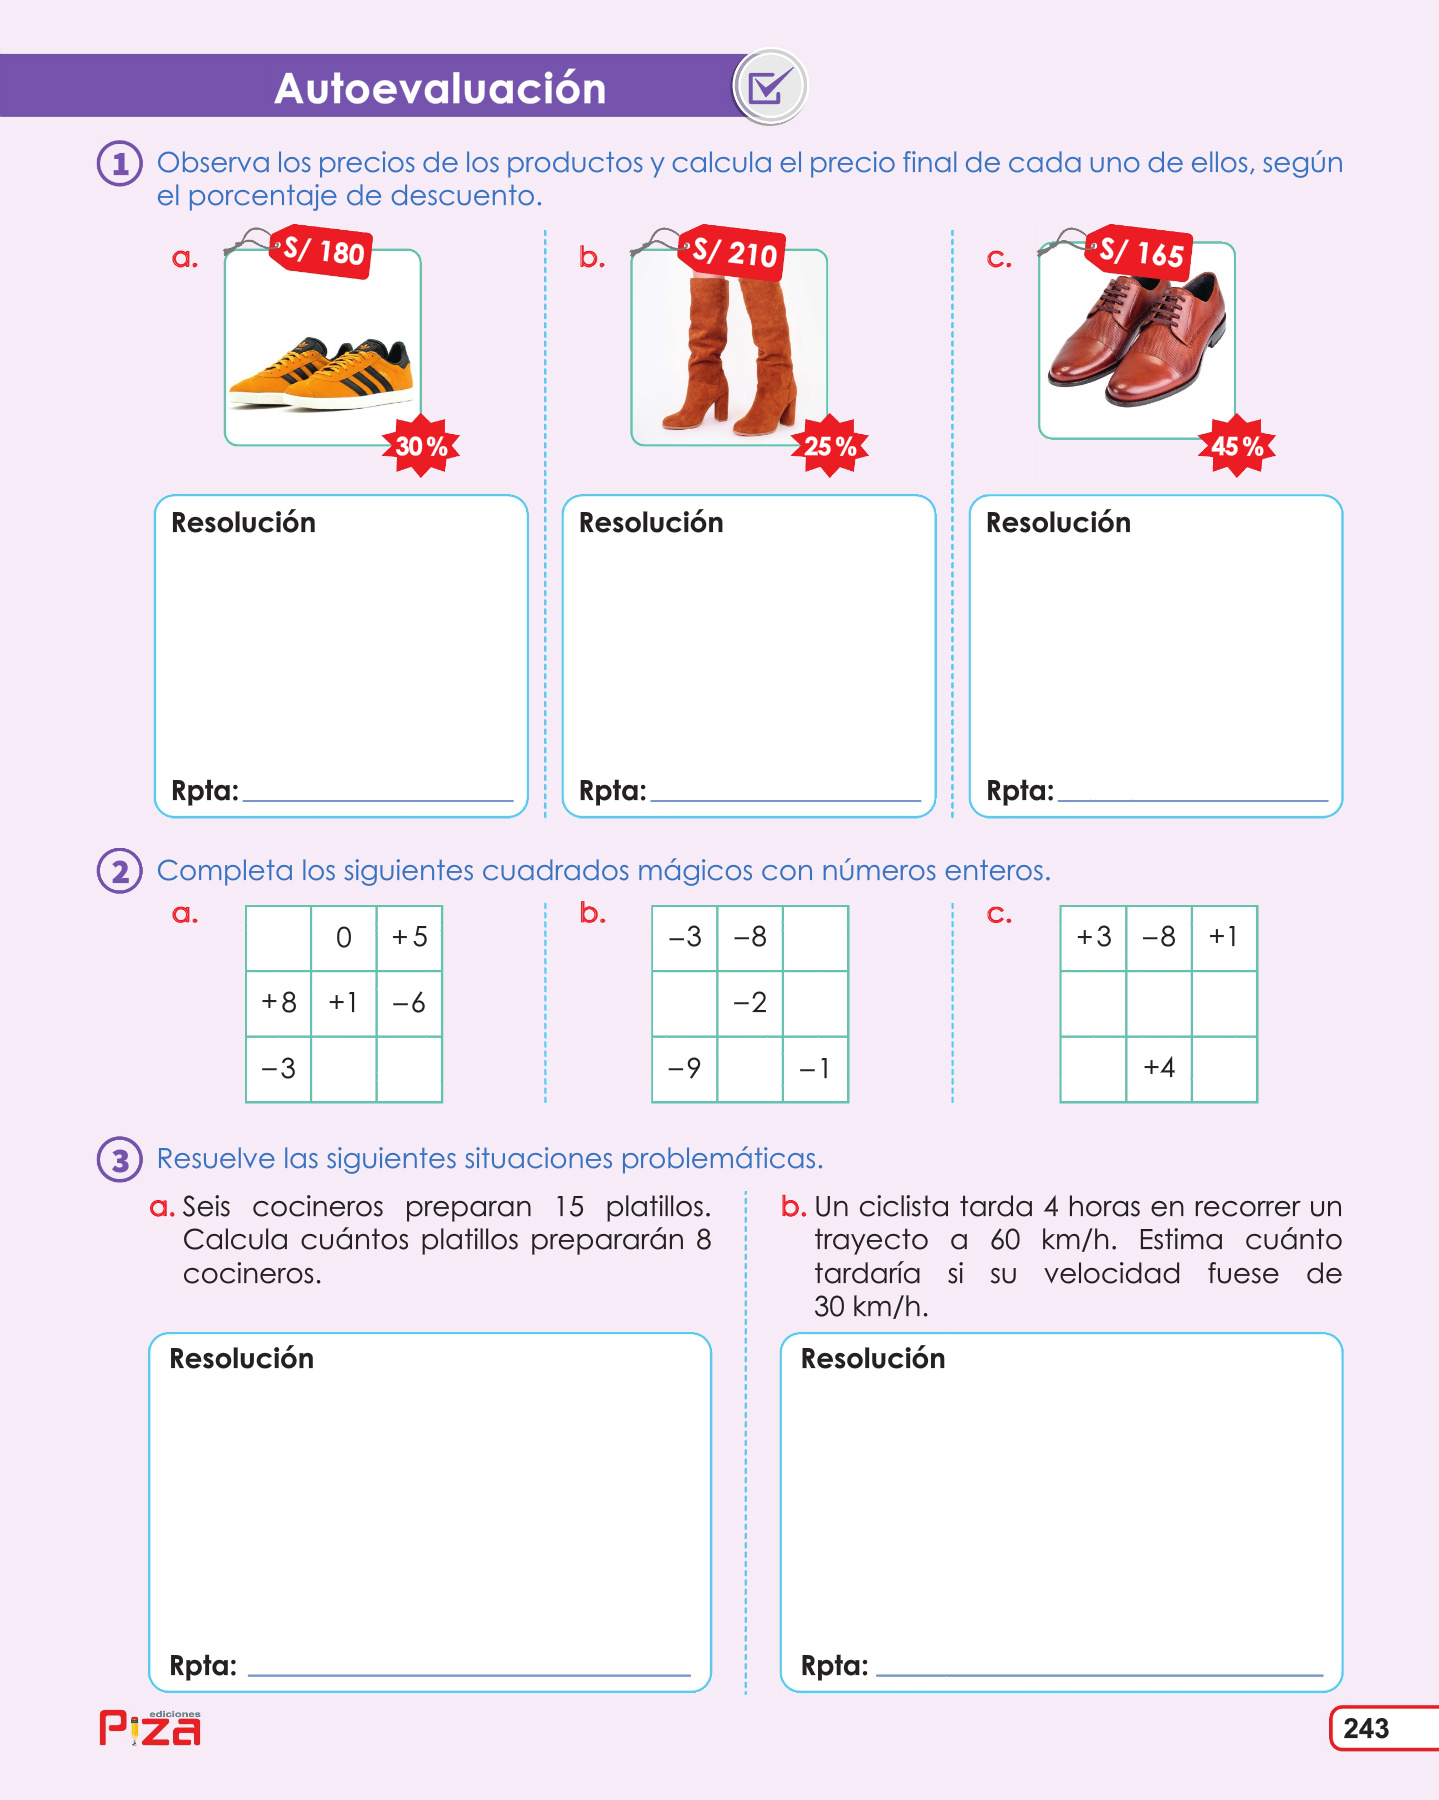 Autoevaluación
1 Observa los precios de los productos y calcula el precio final de cada uno de ellos, según
el porcentaje de descuento.
a. S/ 180
30 %
b. S/ 210
25 %
c. S/ 165
45 %
Resolución
Rpta:
Resolución
Rpta:
Resolución
Rpta:
2 Completa los siguientes cuadrados mágicos con números enteros.
a.
0 +5
+8 +1 –6
–3
b.
–3 –8
–2
–9 –1
c.
+3 –8 +1
+4
3 Resuelve las siguientes situaciones problemáticas.
a. Seis cocineros preparan 15 platillos.
Calcula cuántos platillos prepararán 8
cocineros.
Resolución
Rpta:
b. Un ciclista tarda 4 horas en recorrer un
trayecto a 60 km/h. Estima cuánto
tardaría si su velocidad fuese de
30 km/h.
Resolución
Rpta:
ediciones
Piza
243